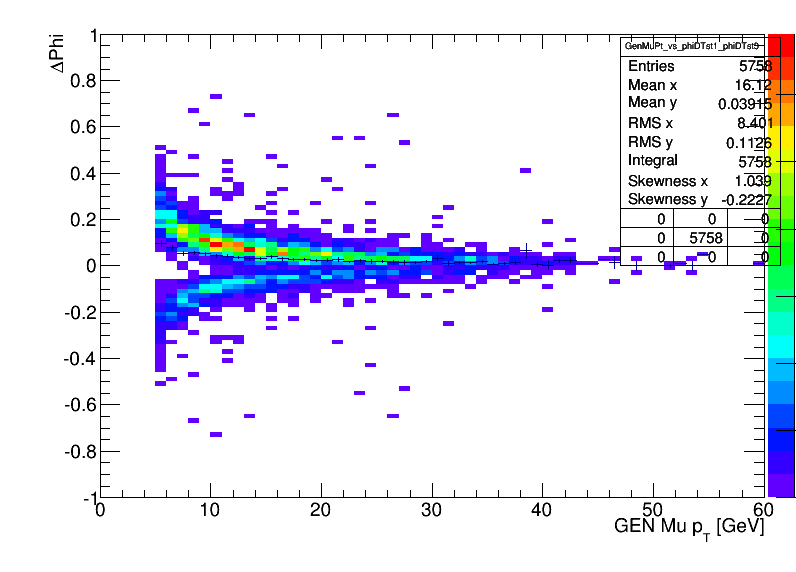 ΔPhi
1
0.8
0.6
0.4
0.2
0
-0.2
-0.4
-0.6
-0.8
-1
0 10 20 30 40 50 60
GEN Mu p_T [GeV]
GenMuPt_vs_phiDTst1_phiDTst3
Entries 5758
Mean x 16.12
Mean y 0.03915
RMS x 8.401
RMS y 0.1126
Integral 5758
Skewness x 1.039
Skewness y -0.2227
0 0 0
0 5758 0
0 0 0